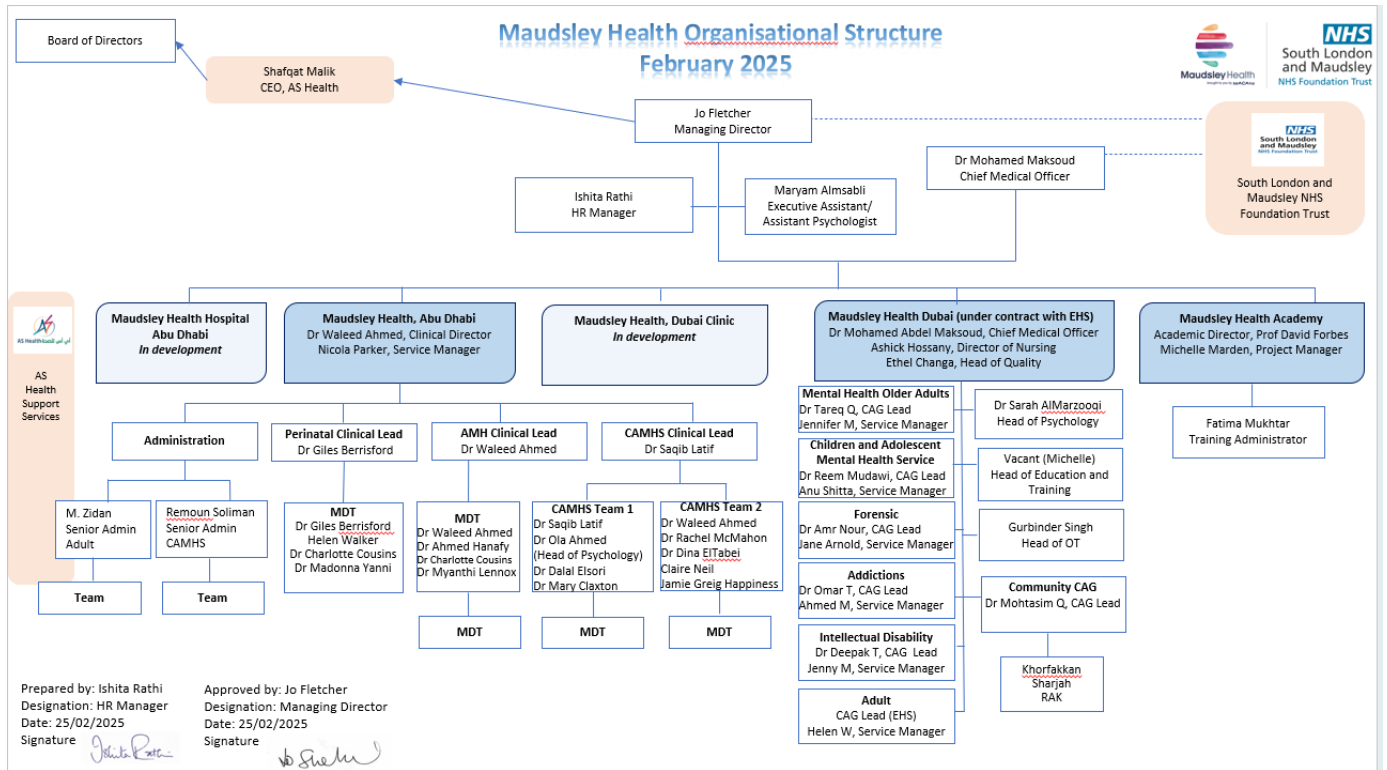 Maudsley Health Organisational Structure
February 2025
Board of Directors
Shafqat Malik
CEO, AS Health
Maudsley Health
NHS
South London
and Maudsley
NHS Foundation Trust
Jo Fletcher
Managing Director
Dr Mohamed Maksoud
Chief Medical Officer
NHS
South London
and Maudsley
NHS Foundation Trust
South London and
Maudsley NHS
Foundation Trust
Ishita Rathi
HR Manager
Maryam Almsabli
Executive Assistant/
Assistant Psychologist
AS Health
أي أس للصحة
AS
Health
Support
Services
Maudsley Health Hospital
Abu Dhabi
In development
Maudsley Health, Abu Dhabi
Dr Waleed Ahmed, Clinical Director
Nicola Parker, Service Manager
Maudsley Health, Dubai Clinic
In development
Maudsley Health Dubai (under contract with EHS)
Dr Mohamed Abdel Maksoud, Chief Medical Officer
Ashick Hossany, Director of Nursing
Ethel Changa, Head of Quality
Maudsley Health Academy
Academic Director, Prof David Forbes
Michelle Marden, Project Manager
Administration
Perinatal Clinical Lead
Dr Giles Berrisford
AMH Clinical Lead
Dr Waleed Ahmed
CAMHS Clinical Lead
Dr Saqib Latif
M. Zidan
Senior Admin
Adult
Remoun Soliman
Senior Admin
CAMHS
Team
Team
MDT
Dr Giles Berrisford
Helen Walker
Dr Charlotte Cousins
Dr Madonna Yanni
MDT
Dr Waleed Ahmed
Dr Ahmed Hanafy
Dr Charlotte Cousins
Dr Myanthi Lennox
MDT
CAMHS Team 1
Dr Saqib Latif
Dr Ola Ahmed
(Head of Psychology)
Dr Dalal Elsori
Dr Mary Claxton
MDT
CAMHS Team 2
Dr Waleed Ahmed
Dr Rachel McMahon
Dr Dina ElTabei
Claire Neil
Jamie Greig Happiness
MDT
Mental Health Older Adults
Dr Tareq Q, CAG Lead
Jennifer M, Service Manager
Children and Adolescent
Mental Health Service
Dr Reem Mudawi, CAG Lead
Anu Shitta, Service Manager
Forensic
Dr Amr Nour, CAG Lead
Jane Arnold, Service Manager
Addictions
Dr Omar T, CAG Lead
Ahmed M, Service Manager
Intellectual Disability
Dr Deepak T, CAG Lead
Jenny M, Service Manager
Adult
CAG Lead (EHS)
Helen W, Service Manager
Dr Sarah AlMarzooqi
Head of Psychology
Vacant (Michelle)
Head of Education and
Training
Gurbinder Singh
Head of OT
Community CAG
Dr Mohtasim Q, CAG Lead
Khorfakkan
Sharjah
RAK
Fatima Mukhtar
Training Administrator
Prepared by: Ishita Rathi
Designation: HR Manager
Date: 25/02/2025
Signature
Ishita Rathi
Approved by: Jo Fletcher
Designation: Managing Director
Date: 25/02/2025
Signature